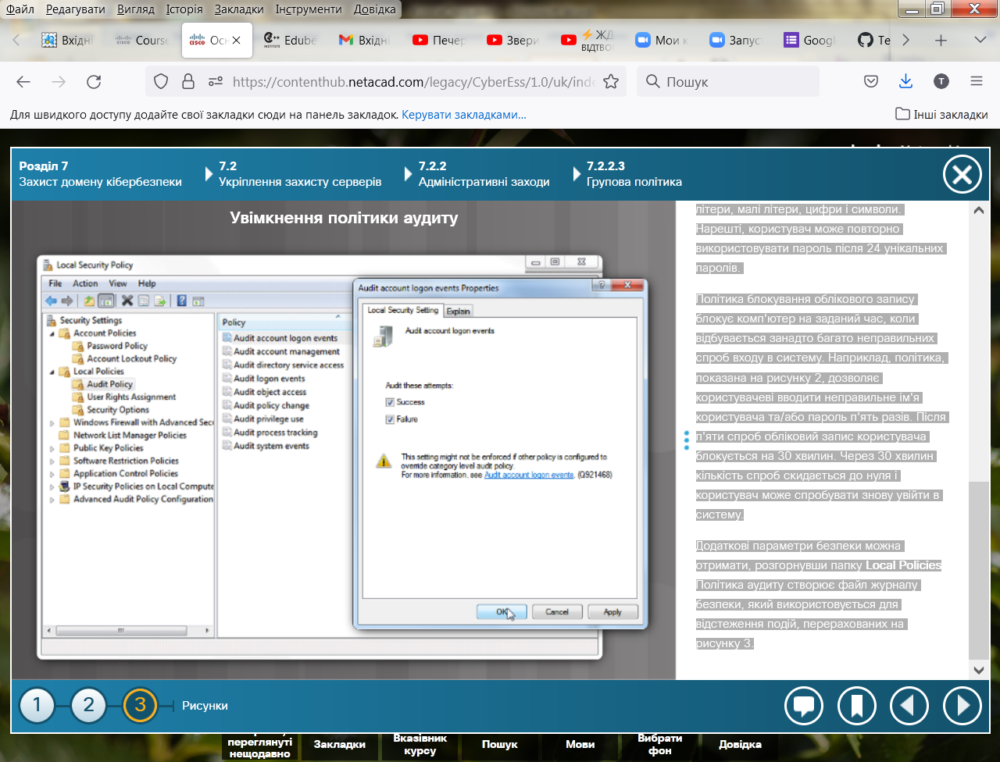 Файл Редагувати Вигляд Історія Закладки Інструменти Довідка
Вхідні
cisco Course
cisco Осн
C++ INSTITUTE Edube
Вхідні
Печер
Звери
ЖД
ВІДТВОР
Мои к
Запус
Googl
Te
https://contenthub.netacad.com/legacy/CyberEss/1.0/uk/inde
Пошук
T
Для швидкого доступу додайте свої закладки сюди на панель закладок. Керувати закладками...
Інші закладки
Розділ 7
Захист домену кібербезпеки
7.2
Укріплення захисту серверів
7.2.2
Адміністративні заходи
7.2.2.3
Групова політика
Увімкнення політики аудиту
Local Security Policy
File Action View Help
Security Settings
Account Policies
Password Policy
Account Lockout Policy
Local Policies
Audit Policy
User Rights Assignment
Security Options
Windows Firewall with Advanced Secu
Network List Manager Policies
Public Key Policies
Software Restriction Policies
Application Control Policies
IP Security Policies on Local Compute
Advanced Audit Policy Configuration
Policy
Audit account logon events
Audit account management
Audit directory service access
Audit logon events
Audit object access
Audit policy change
Audit privilege use
Audit process tracking
Audit system events
Audit account logon events Properties
Local Security Setting Explain
Audit account logon events
Audit these attempts:
Success
Failure
This setting might not be enforced if other policy is configured to
override category level audit policy.
For more information, see Audit account logon events. (Q921468)
OK Cancel Apply
літери, малі літери, цифри і символи.
Нарешті, користувач може повторно
використовувати пароль після 24 унікальних
паролів.
Політика блокування облікового запису
блокує комп'ютер на заданий час, коли
відбувається занадто багато неправильних
спроб входу в систему. Наприклад, політика,
показана на рисунку 2, дозволяє
користувачеві вводити неправильне ім'я
користувача та/або пароль п'ять разів. Після
п'яти спроб обліковий запис користувача
блокується на 30 хвилин. Через 30 хвилин
кількість спроб скидається до нуля і
користувач може спробувати знову увійти в
систему.
Додаткові параметри безпеки можна
отримати, розгорнувши папку Local Policies
Політика аудиту створює файл журналу
безпеки, який використовується для
відстеження подій, перерахованих на
рисунку 3.
1 2 3 Рисунки
переглянуті
нещодавно
Закладки
Вказівник
курсу
Пошук
Мови
Вибрати
фон
Довідка